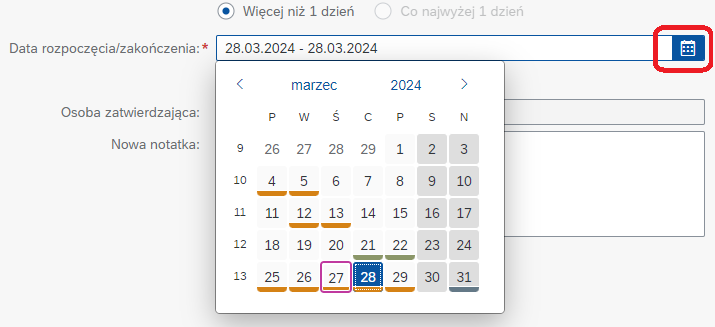 Więcej niż 1 dzień Co najwyżej 1 dzień
Data rozpoczęcia/zakończenia:* 28.03.2024 - 28.03.2024
marzec 2024
P W Ś C P S N
9 26 27 28 29 1 2 3
Osoba zatwierdzająca:
Nowa notatka:
10 4 5 6 7 8 9 10
11 11 12 13 14 15 16 17
12 18 19 20 21 22 23 24
13 25 26 27 28 29 30 31